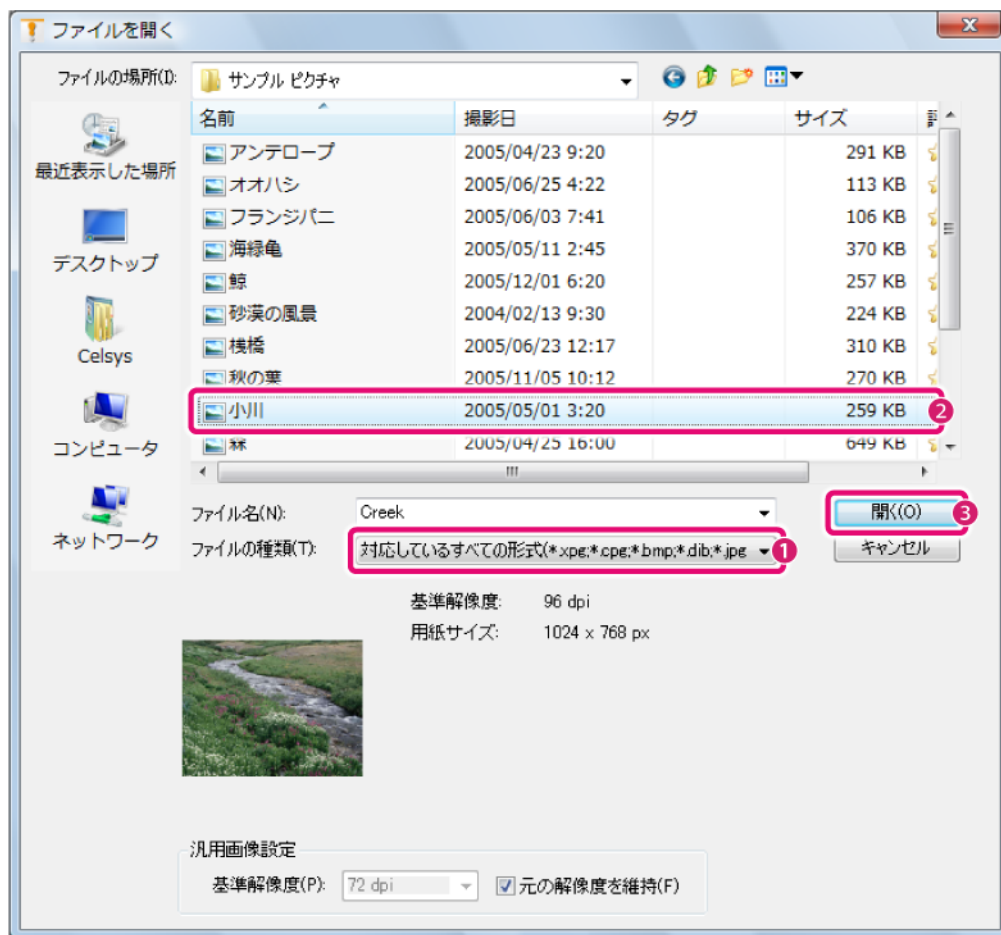 ファイルを開く
ファイルの場所(I):
サンプル ピクチャ
名前 撮影日 タグ サイズ
アンテロープ 2005/04/23 9:20 291 KB
オオハシ 2005/06/25 4:22 113 KB
フランジパニ 2005/06/03 7:41 106 KB
海緑亀 2005/05/11 2:45 370 KB
鯨 2005/12/01 6:20 257 KB
砂漠の風景 2004/02/13 9:30 224 KB
桟橋 2005/06/23 12:17 310 KB
秋の葉 2005/11/05 10:12 270 KB
小川 2005/05/01 3:20 259 KB 2
森 2005/04/25 16:00 649 KB
最近表示した場所
デスクトップ
Celsys
コンピュータ
ネットワーク
ファイル名(N): Creek 開く(O) 3
ファイルの種類(T): 対応しているすべての形式(*.xpg;*.cpg;*.bmp;*.dib;*.jpg 1 キャンセル
基準解像度: 96 dpi
用紙サイズ: 1024 x 768 px
汎用画像設定
基準解像度(P): 72 dpi 元の解像度を維持(F)